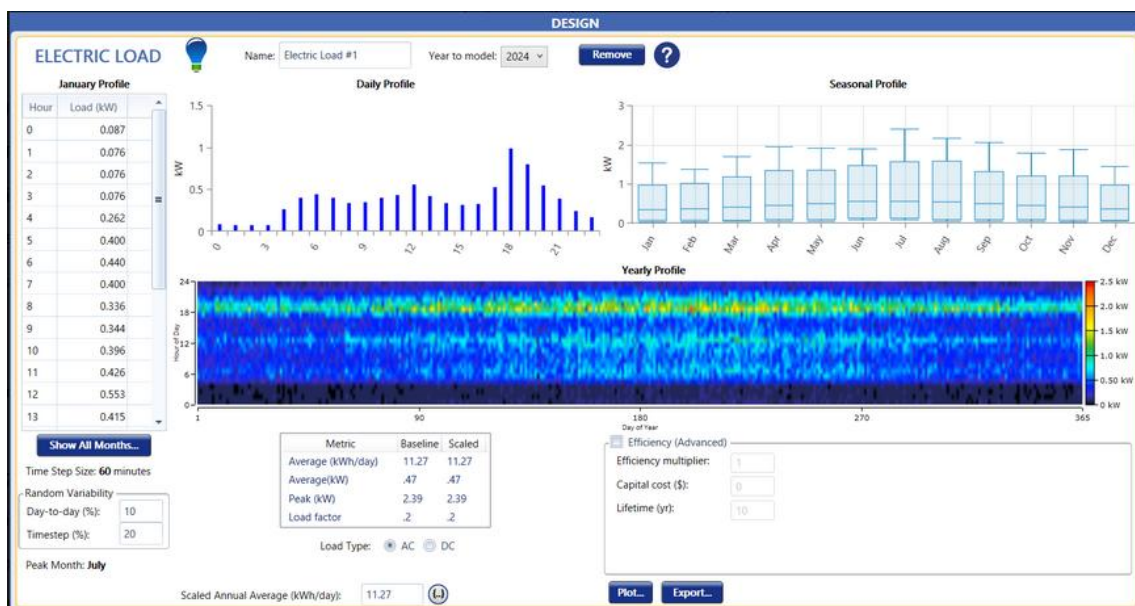 DESIGN
ELECTRIC LOAD
Name: Electric Load #1
Year to model: 2024
Remove
?
January Profile
Hour Load (kW)
0 0.087
1 0.076
2 0.076
3 0.076
4 0.262
5 0.400
6 0.440
7 0.400
8 0.336
9 0.344
10 0.396
11 0.426
12 0.553
13 0.415
Show All Months...
Time Step Size: 60 minutes
Random Variability
Day-to-day (%): 10
Timestep (%): 20
Peak Month: July
Daily Profile
kW
1.5
1
0.5
0
0 3 6 9 12 15 18 21
Seasonal Profile
kW
3
2
1
0
Jan Feb Mar Apr May Jun Jul Aug Sep Oct Nov Dec
Yearly Profile
Hour of Day
24
18
12
6
0
1 90 180 270 365
Day of Year
2.5 kW
2.0 kW
1.5 kW
1.0 kW
0.50 kW
0 kW
Metric Baseline Scaled
Average (kWh/day) 11.27 11.27
Average(kW) .47 .47
Peak (kW) 2.39 2.39
Load factor .2 .2
Load Type: AC DC
Scaled Annual Average (kWh/day): 11.27 {..}
Efficiency (Advanced)
Efficiency multiplier: 1
Capital cost ($): 0
Lifetime (yr): 10
Plot...
Export...